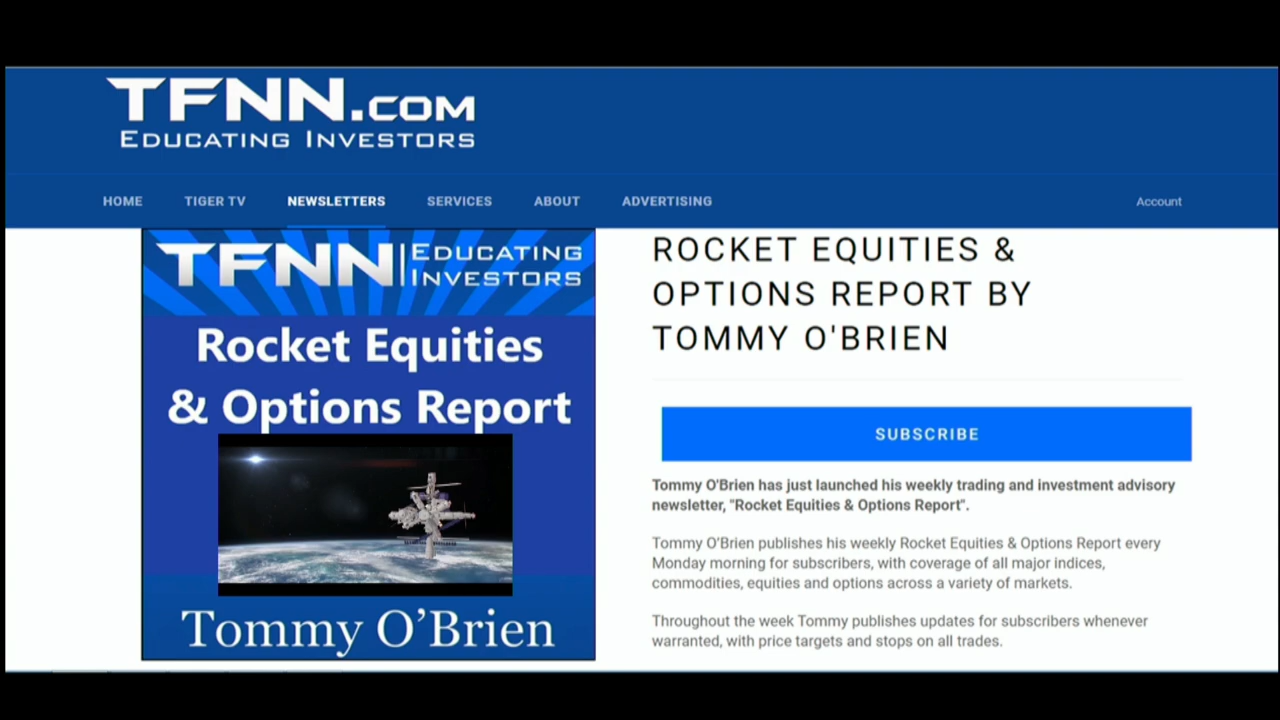 TFNN.COM
EDUCATING INVESTORS
HOME TIGER TV NEWSLETTERS SERVICES ABOUT ADVERTISING Account
TFNN | EDUCATING
INVESTORS
Rocket Equities
& Options Report
Tommy O’Brien
ROCKET EQUITIES &
OPTIONS REPORT BY
TOMMY O'BRIEN
SUBSCRIBE
Tommy O'Brien has just launched his weekly trading and investment advisory
newsletter, "Rocket Equities & Options Report".
Tommy O’Brien publishes his weekly Rocket Equities & Options Report every
Monday morning for subscribers, with coverage of all major indices,
commodities, equities and options across a variety of markets.
Throughout the week Tommy publishes updates for subscribers whenever
warranted, with price targets and stops on all trades.